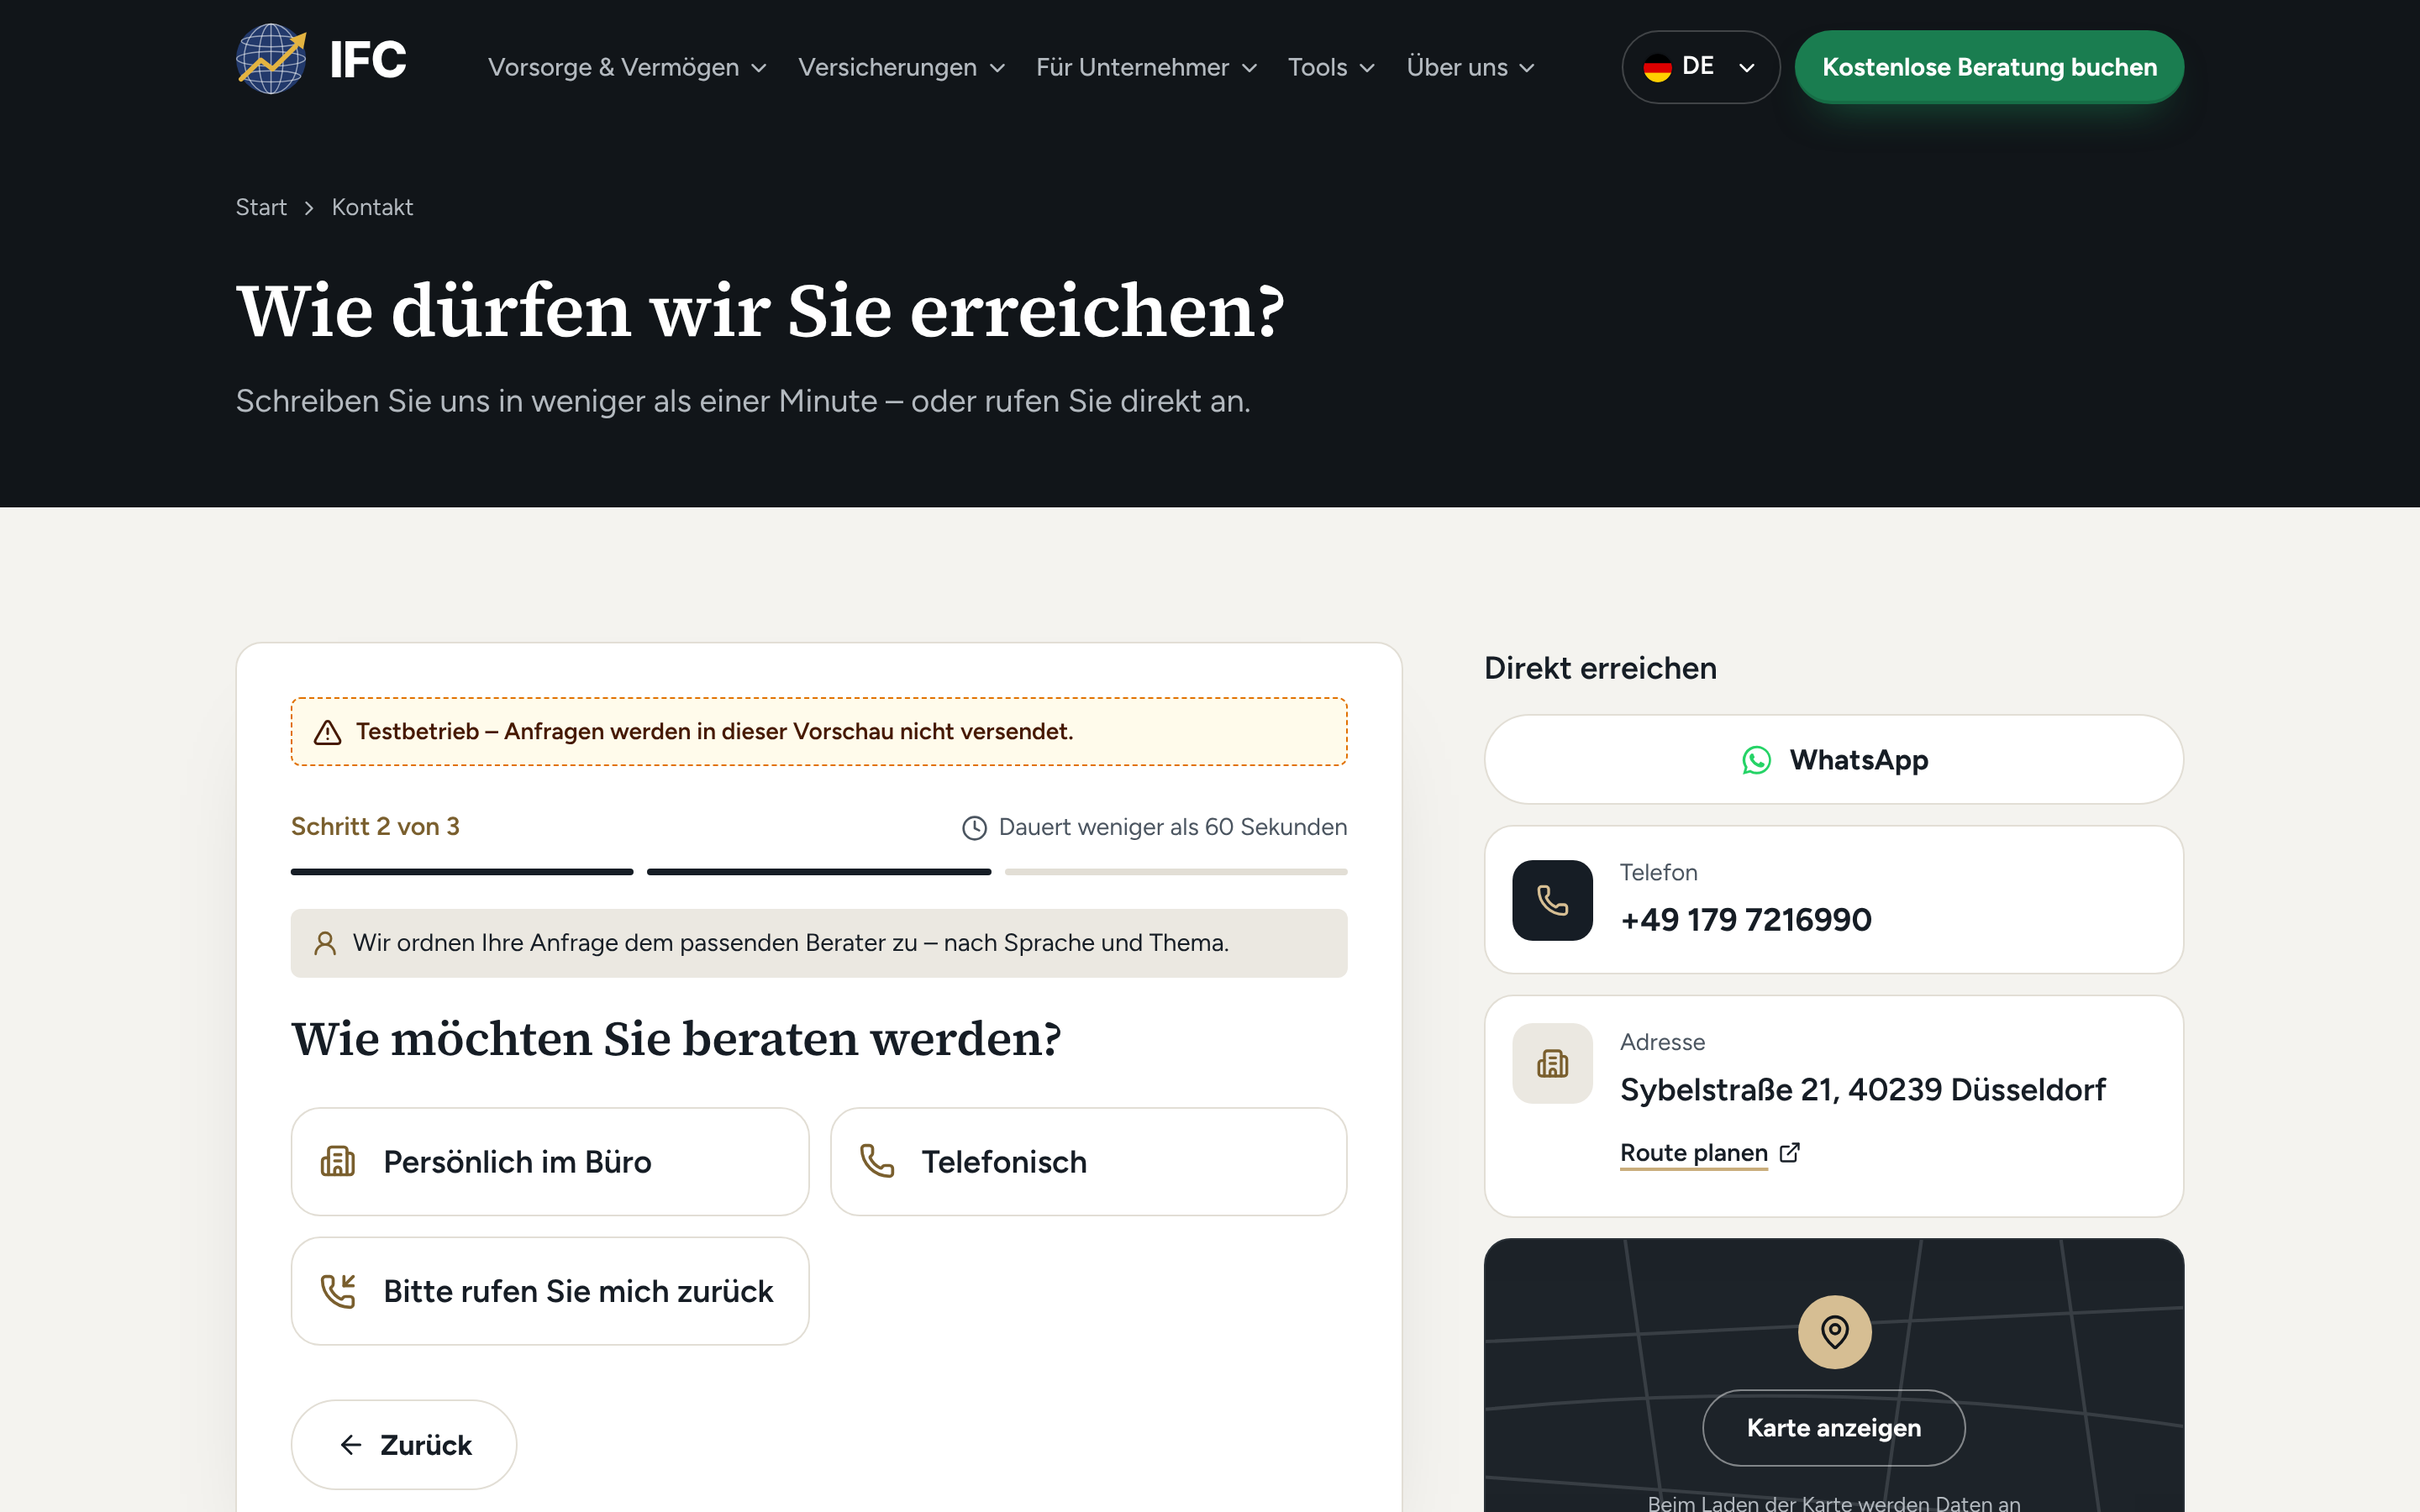 IFC
Vorsorge & Vermögen
Versicherungen
Für Unternehmer
Tools
Über uns
DE
Kostenlose Beratung buchen
Start
Kontakt
Wie dürfen wir Sie erreichen?
Schreiben Sie uns in weniger als einer Minute – oder rufen Sie direkt an.
Testbetrieb – Anfragen werden in dieser Vorschau nicht versendet.
Schritt 2 von 3
Dauert weniger als 60 Sekunden
Wir ordnen Ihre Anfrage dem passenden Berater zu – nach Sprache und Thema.
Wie möchten Sie beraten werden?
Persönlich im Büro
Telefonisch
Bitte rufen Sie mich zurück
Zurück
Direkt erreichen
WhatsApp
Telefon
+49 179 7216990
Adresse
Sybelstraße 21, 40239 Düsseldorf
Route planen
Karte anzeigen
Beim Laden der Karte werden Daten an